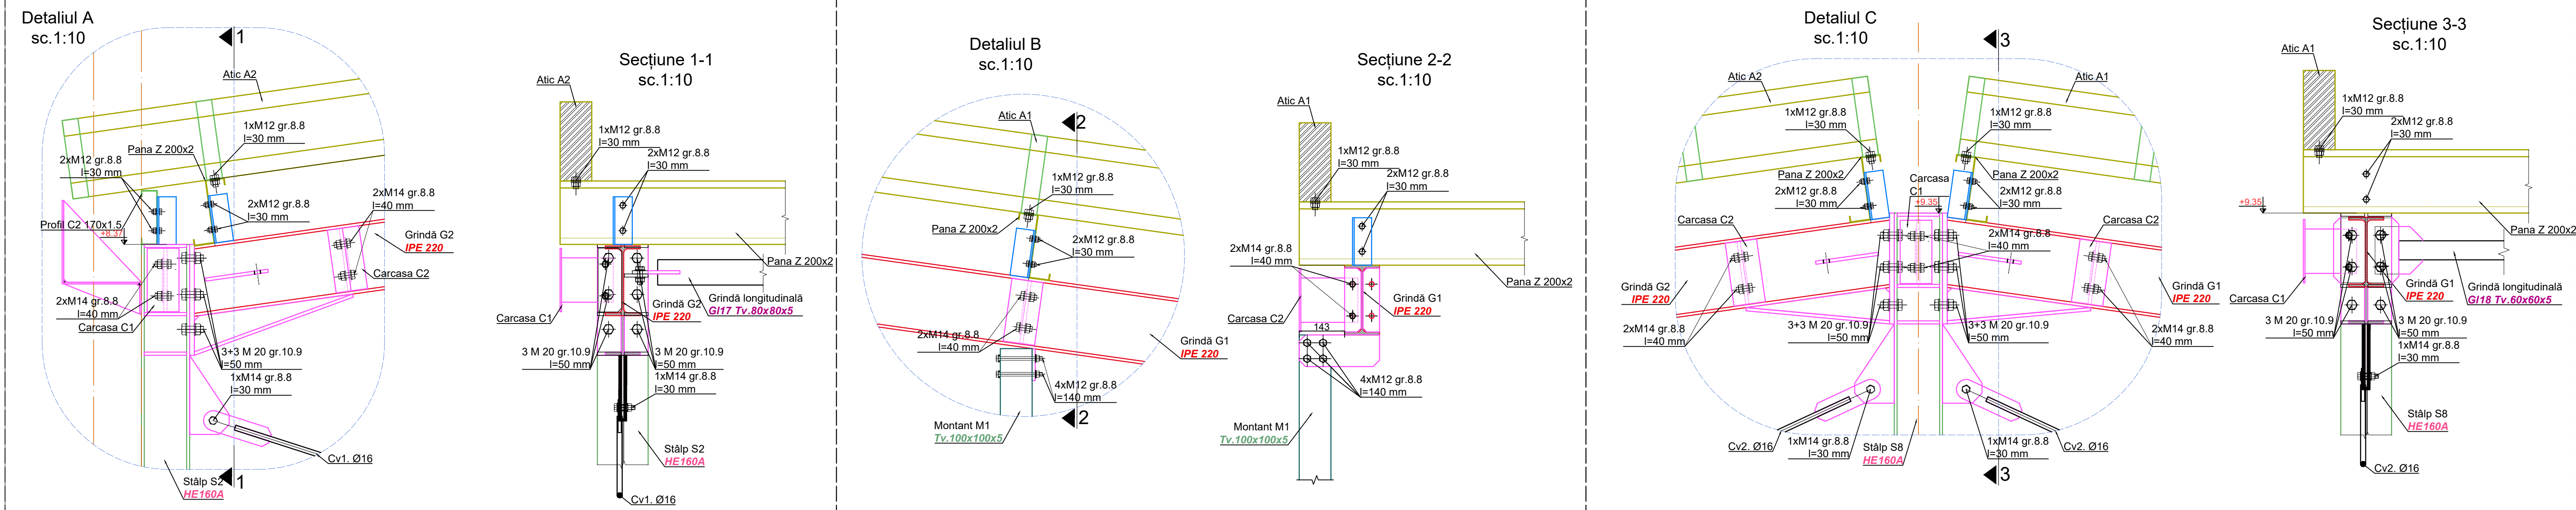 Detaliul A
sc.1:10
1
Atic A2
1xM12 gr.8.8
l=30 mm
Pana Z 200x2
2xM12 gr.8.8
l=30 mm
2xM14 gr.8.8
l=40 mm
2xM12 gr.8.8
l=30 mm
Profil C2 170x1.5
+8.37
Grindă G2
IPE 220
Carcasa C2
2xM14 gr.8.8
l=40 mm
Carcasa C1
3+3 M 20 gr.10.9
l=50 mm
1xM14 gr.8.8
l=30 mm
Cv1. Ø16
Stâlp S2
HE160A
1
Secțiune 1-1
sc.1:10
Atic A2
1xM12 gr.8.8
l=30 mm
2xM12 gr.8.8
l=30 mm
Pana Z 200x2
Grindă G2
IPE 220
Grindă longitudinală
Gl17 Tv.80x80x5
Carcasa C1
3 M 20 gr.10.9
l=50 mm
3 M 20 gr.10.9
l=50 mm
1xM14 gr.8.8
l=30 mm
Stâlp S2
HE160A
Cv1. Ø16
Detaliul B
sc.1:10
Atic A1
2
1xM12 gr.8.8
l=30 mm
Pana Z 200x2
2xM12 gr.8.8
l=30 mm
2xM14 gr.8.8
l=40 mm
Grindă G1
IPE 220
4xM12 gr.8.8
l=140 mm
2
Montant M1
Tv.100x100x5
Secțiune 2-2
sc.1:10
Atic A1
1xM12 gr.8.8
l=30 mm
2xM12 gr.8.8
l=30 mm
2xM14 gr.8.8
l=40 mm
Pana Z 200x2
Grindă G1
IPE 220
Carcasa C2
143
4xM12 gr.8.8
l=140 mm
Montant M1
Tv.100x100x5
Detaliul C
sc.1:10
3
Atic A2
Atic A1
1xM12 gr.8.8
l=30 mm
1xM12 gr.8.8
l=30 mm
Pana Z 200x2
Carcasa
C1
Pana Z 200x2
2xM12 gr.8.8
l=30 mm
2xM12 gr.8.8
l=30 mm
+9.35
Carcasa C2
Carcasa C2
2xM14 gr.8.8
l=40 mm
Grindă G2
IPE 220
Grindă G1
IPE 220
2xM14 gr.8.8
l=40 mm
3+3 M 20 gr.10.9
l=50 mm
3+3 M 20 gr.10.9
l=50 mm
2xM14 gr.8.8
l=40 mm
Cv2. Ø16
1xM14 gr.8.8
l=30 mm
Stâlp S8
HE160A
1xM14 gr.8.8
l=30 mm
Cv2. Ø16
3
Secțiune 3-3
sc.1:10
Atic A1
1xM12 gr.8.8
l=30 mm
2xM12 gr.8.8
l=30 mm
+9.35
Pana Z 200x2
Grindă G1
IPE 220
Grindă longitudinală
Gl18 Tv.60x60x5
Carcasa C1
3 M 20 gr.10.9
l=50 mm
3 M 20 gr.10.9
l=50 mm
1xM14 gr.8.8
l=30 mm
Stâlp S8
HE160A
Cv2. Ø16